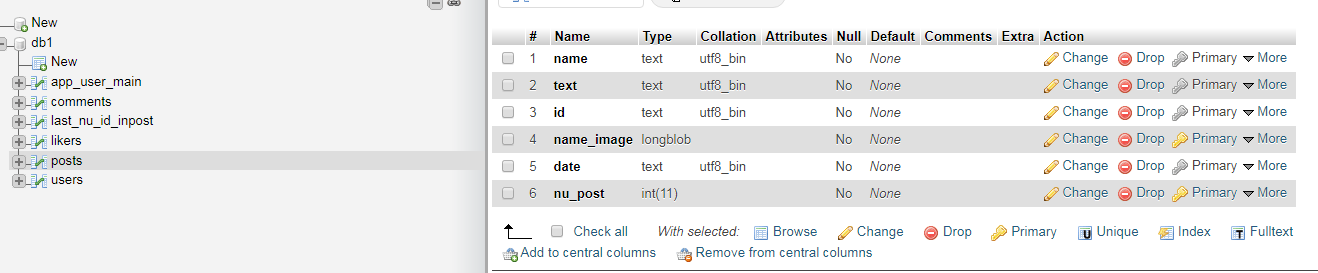 New
db1
New
app_user_main
comments
last_nu_id_inpost
likers
posts
users
# Name Type Collation Attributes Null Default Comments Extra Action
1 name text utf8_bin No None Change Drop Primary More
2 text text utf8_bin No None Change Drop Primary More
3 id text utf8_bin No None Change Drop Primary More
4 name_image longblob No None Change Drop Primary More
5 date text utf8_bin No None Change Drop Primary More
6 nu_post int(11) No None Change Drop Primary More
Check all With selected: Browse Change Drop Primary U Unique Index T Fulltext
Add to central columns Remove from central columns